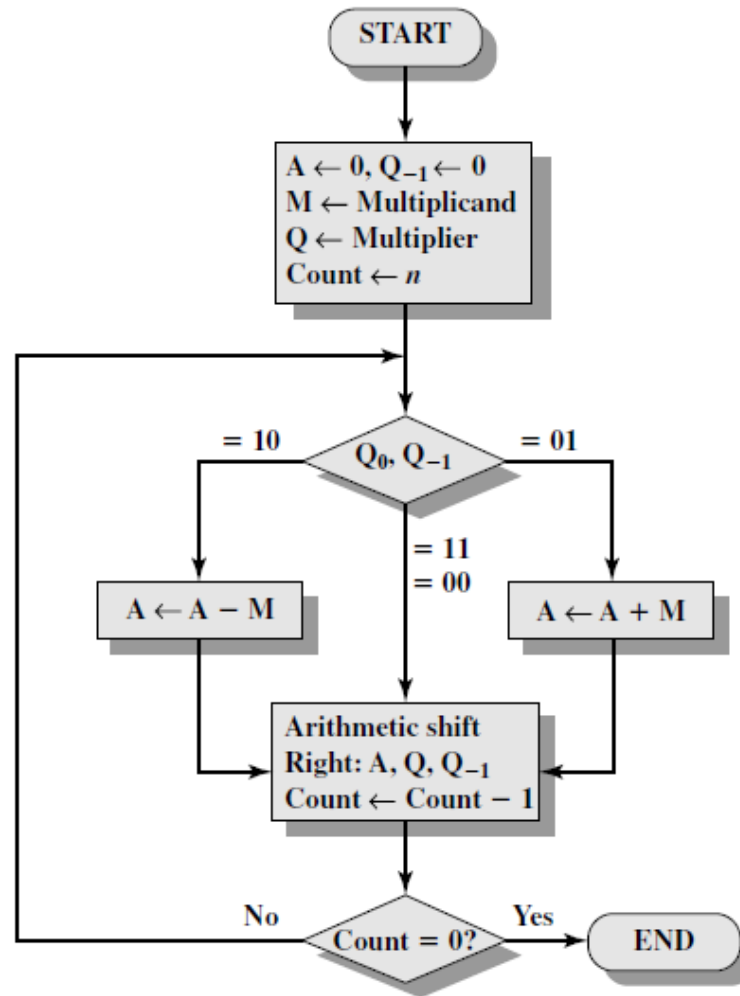 START
A ← 0, Q₋₁ ← 0
M ← Multiplicand
Q ← Multiplier
Count ← n
= 10
Q₀, Q₋₁
= 01
= 11
= 00
A ← A − M
A ← A + M
Arithmetic shift
Right: A, Q, Q₋₁
Count ← Count − 1
No
Count = 0?
Yes
END